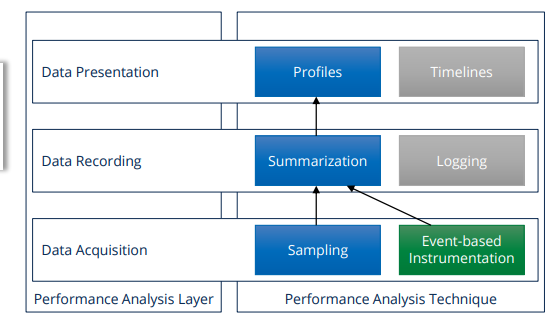 Data Presentation
Profiles
Timelines
Data Recording
Summarization
Logging
Data Acquisition
Sampling
Event-based
Instrumentation
Performance Analysis Layer
Performance Analysis Technique